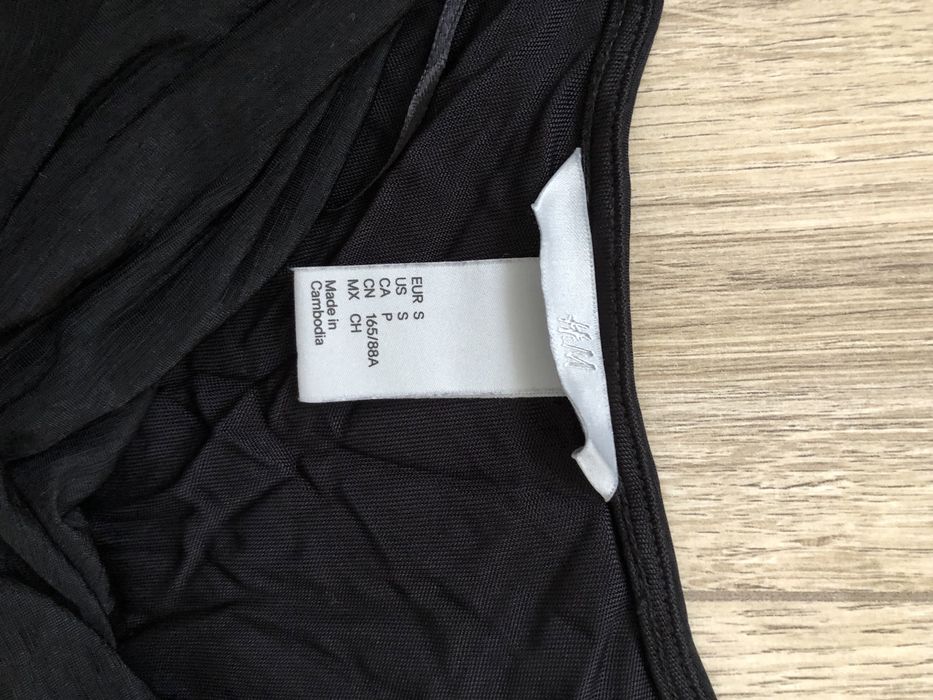 H&M
EUR S
US S
CA P
CN 165/88A
MX CH
Made in
Cambodia